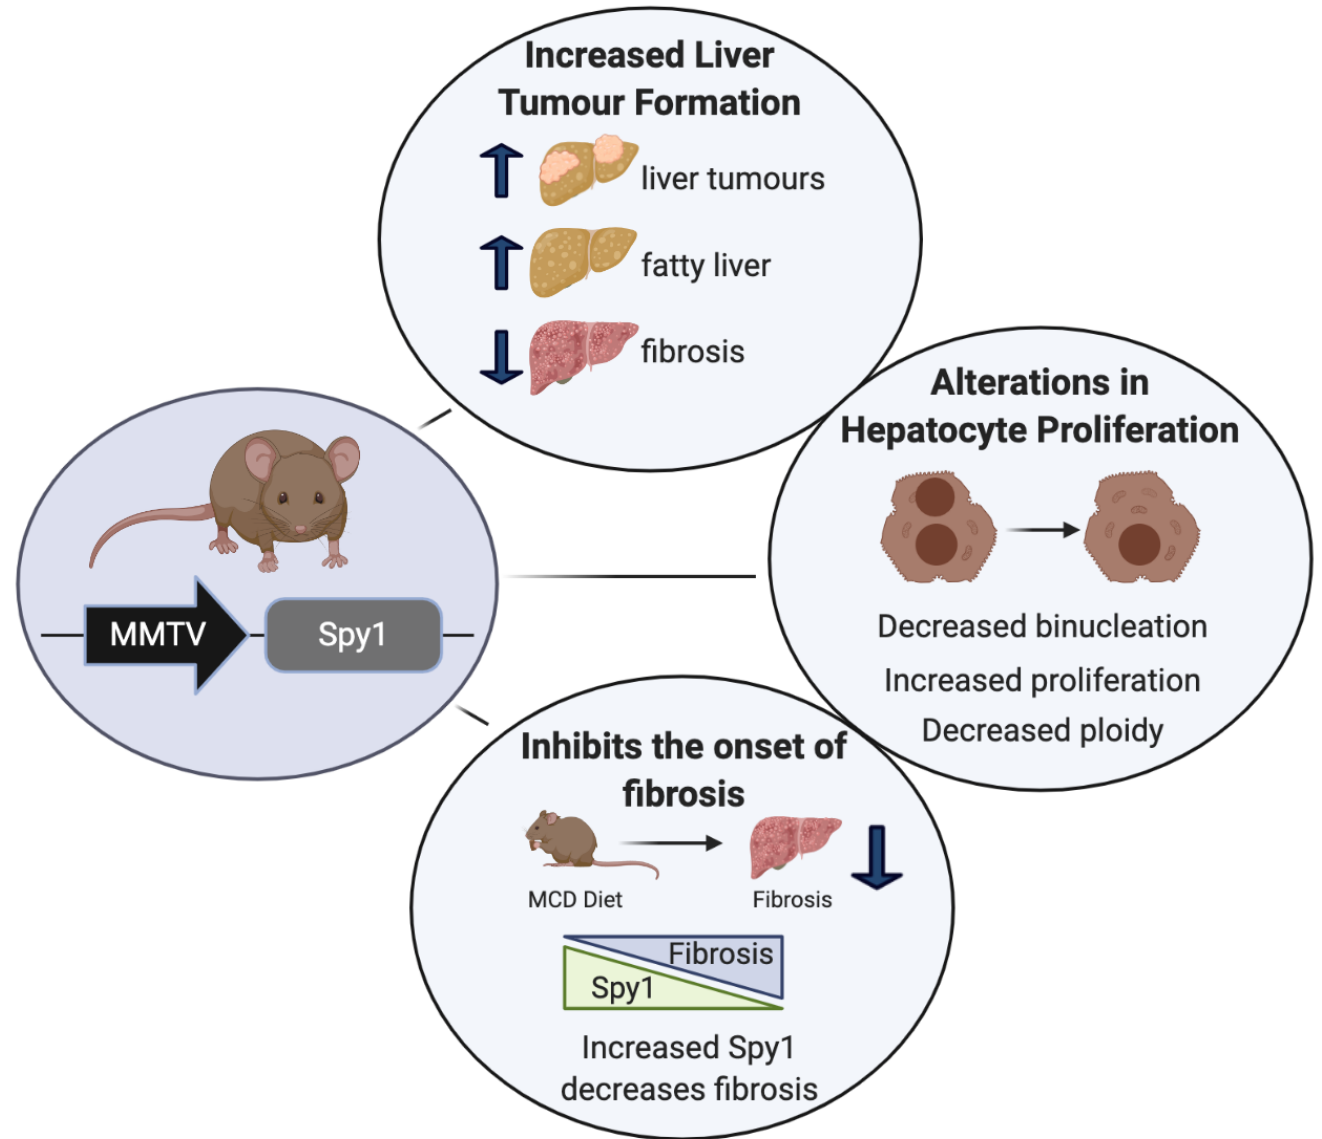 Increased Liver
Tumour Formation
liver tumours
fatty liver
fibrosis
MMTV
Spy1
Alterations in
Hepatocyte Proliferation
Decreased binucleation
Increased proliferation
Decreased ploidy
Inhibits the onset of
fibrosis
MCD Diet
Fibrosis
Fibrosis
Spy1
Increased Spy1
decreases fibrosis